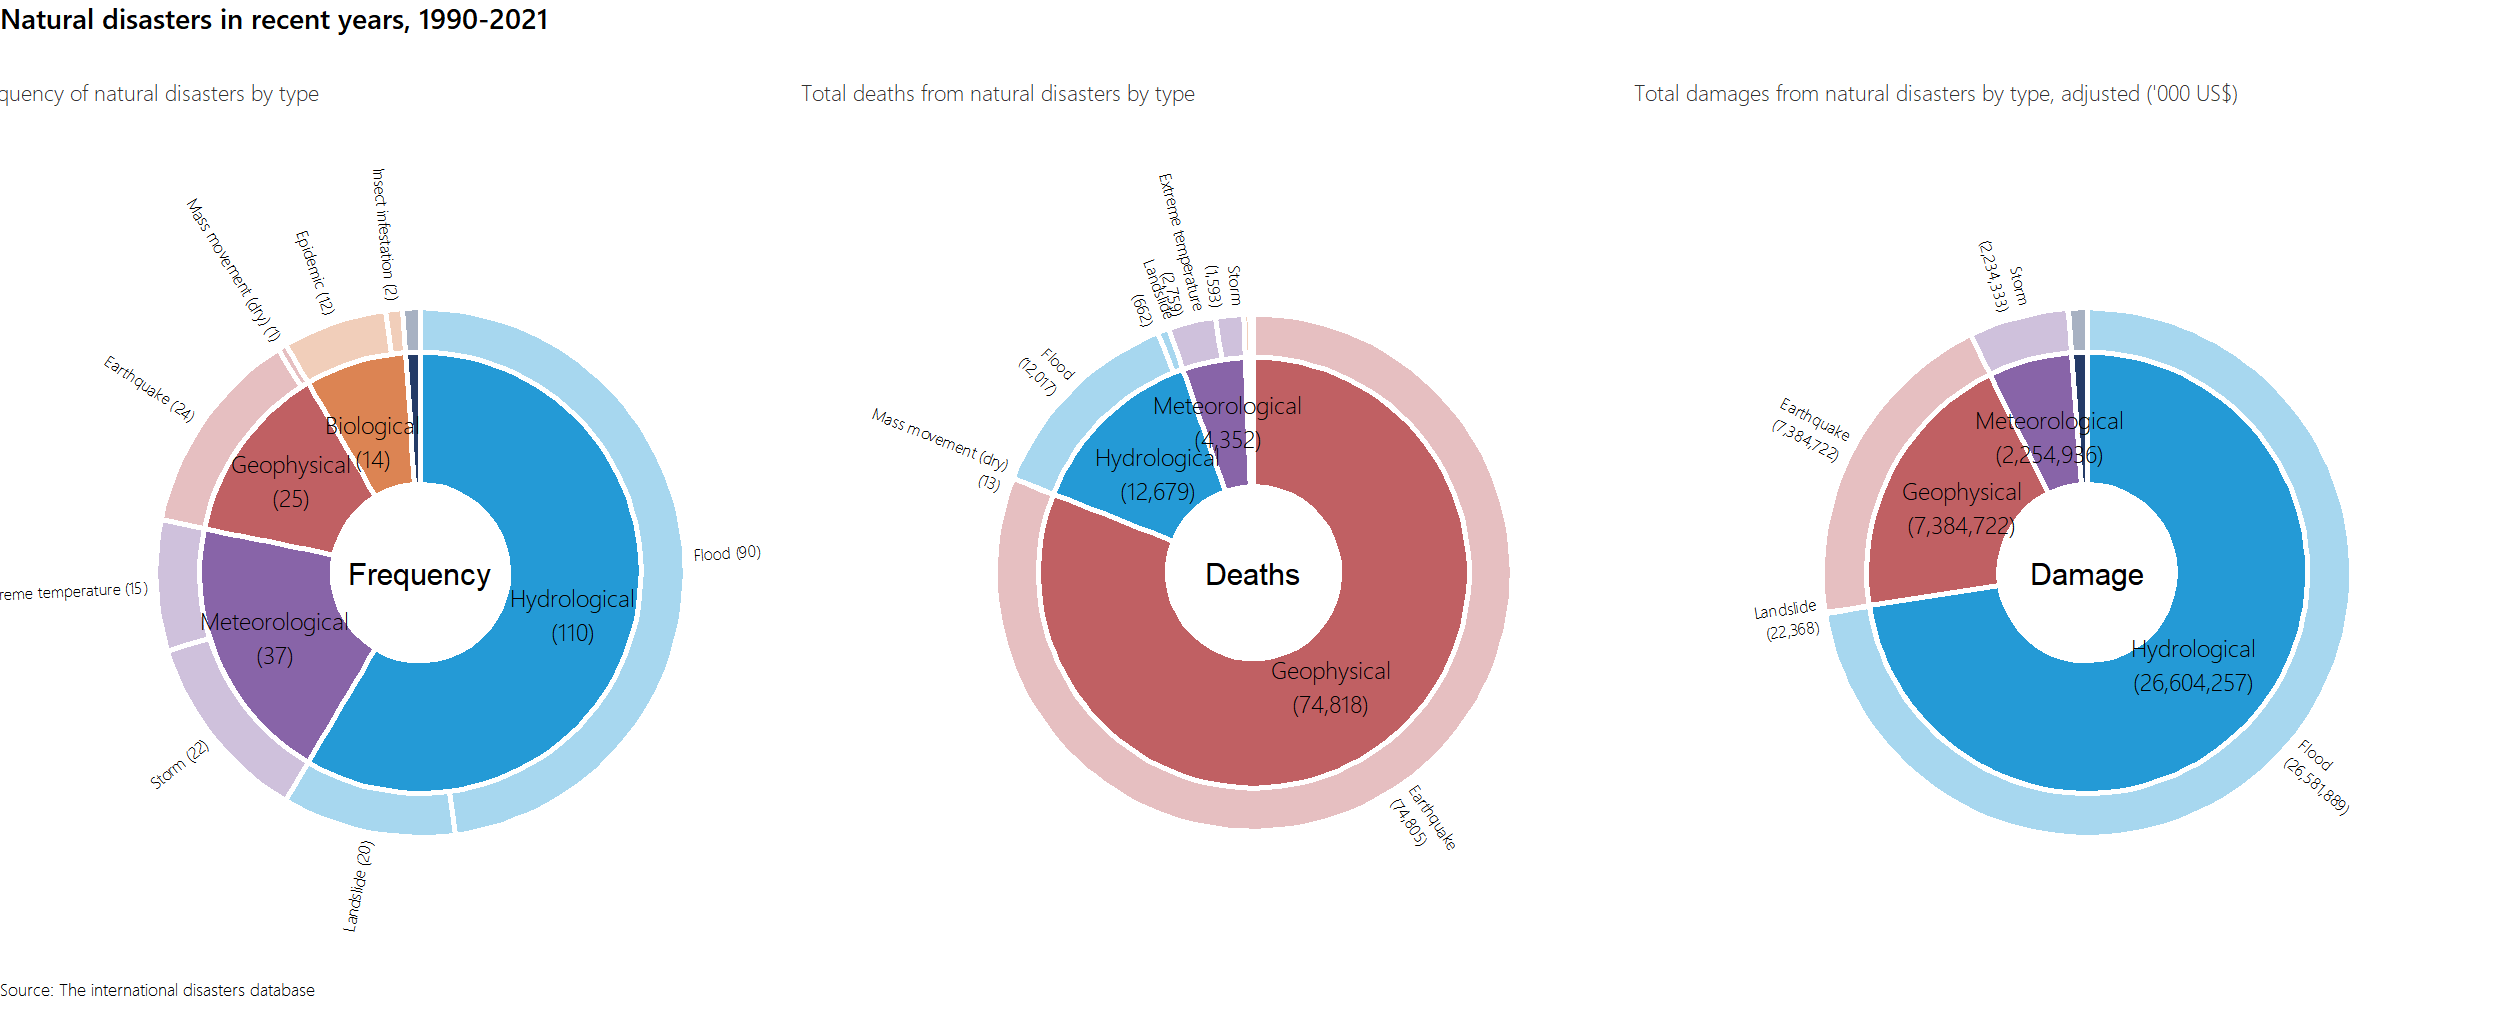 Natural disasters in recent years, 1990-2021
quency of natural disasters by type
Total deaths from natural disasters by type
Total damages from natural disasters by type, adjusted ('000 US$)
Insect infestation (2)
Epidemic (12)
Mass movement (dry) (1)
Earthquake (24)
reme temperature (15)
Storm (22)
Landslide (20)
Flood (90)
Biological
(14)
Geophysical
(25)
Meteorological
(37)
Hydrological
(110)
Frequency
Storm
(1,593)
Extreme temperature
(2,759)
Landslide
(662)
Flood
(12,017)
Mass movement (dry)
(13)
Earthquake
(74,805)
Meteorological
(4,352)
Hydrological
(12,679)
Geophysical
(74,818)
Deaths
Storm
(2,234,333)
Earthquake
(7,384,722)
Landslide
(22,368)
Flood
(26,581,889)
Meteorological
(2,254,936)
Geophysical
(7,384,722)
Hydrological
(26,604,257)
Damage
Source: The international disasters database